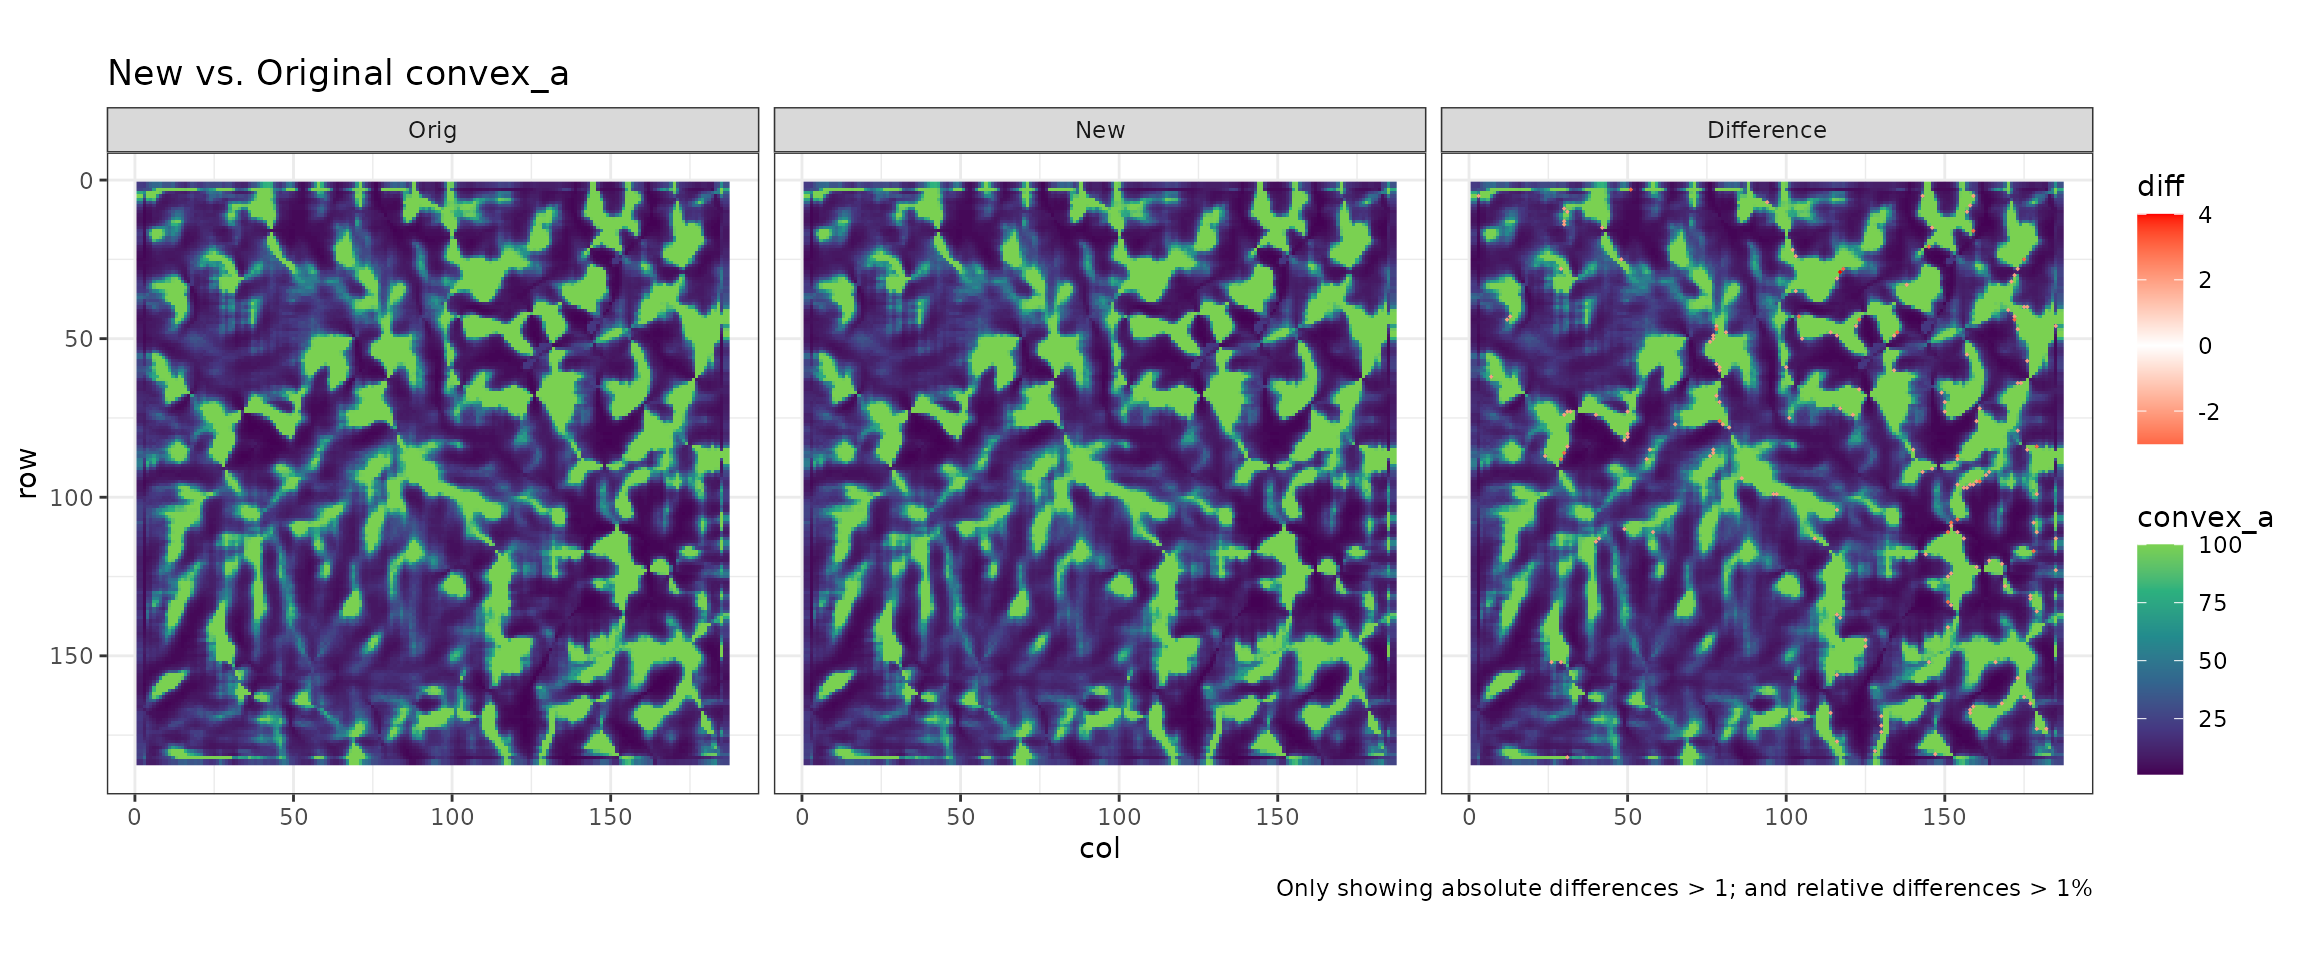 New vs. Original convex_a
Orig
New
Difference
0
50
100
150
row
0
50
100
150
0
50
100
150
0
50
100
150
col
diff
4
2
0
-2
convex_a
100
75
50
25
Only showing absolute differences > 1; and relative differences > 1%